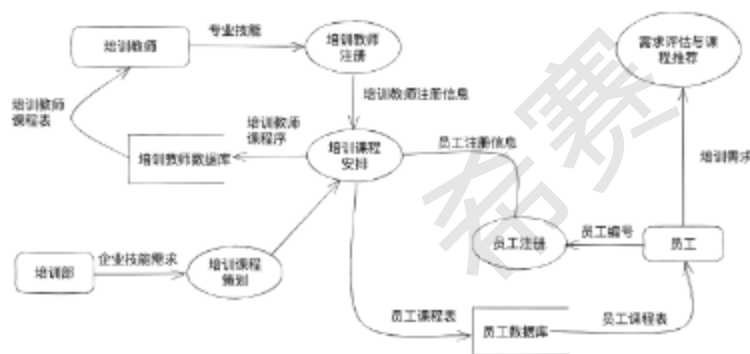 专业技能
培训教师
培训教师
注册
需求评估与课
程推荐
培训教师
课程表
培训教师注册信息
培训教师
课程序
培训教师数据库
培训课程
安排
员工注册信息
培训需求
员工编号
员工注册
员工
培训部
企业技能需求
培训课程
策划
员工课程表
员工数据库
员工课程表
希赛